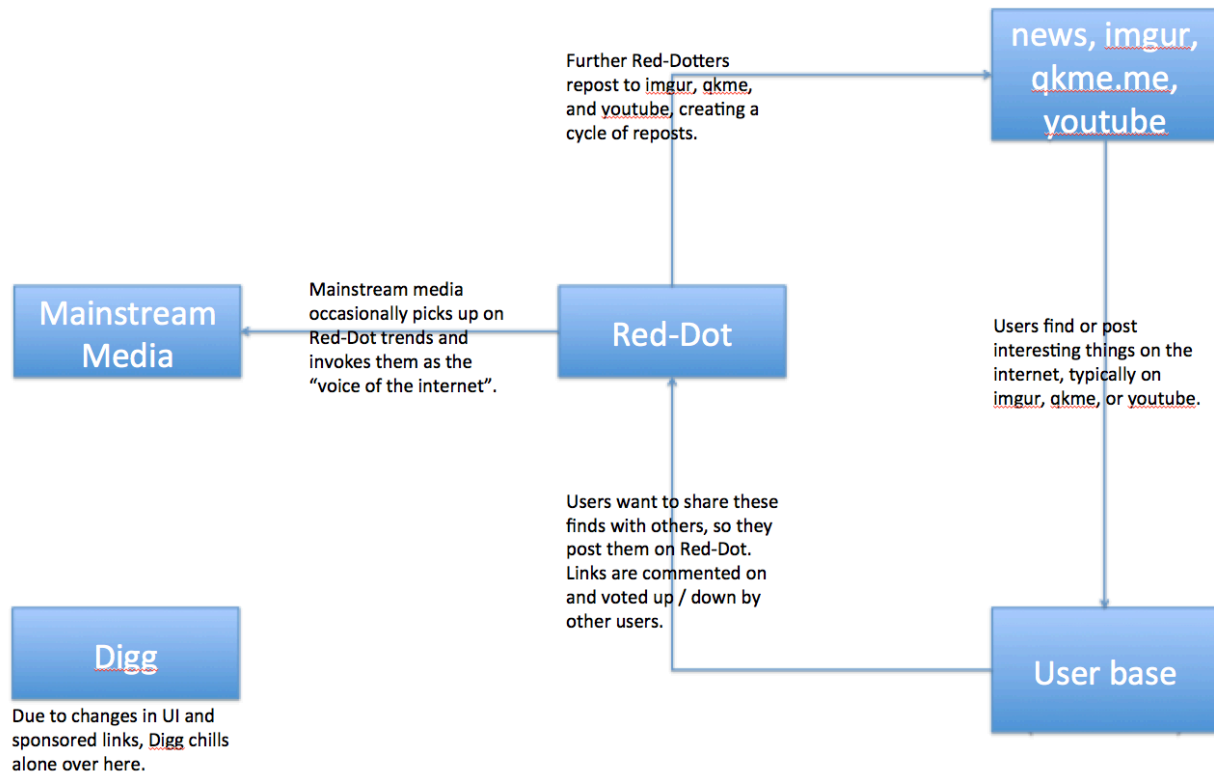 news, imgur,
qkme.me,
youtube
Further Red-Dotters
repost to imgur, qkme,
and youtube, creating a
cycle of reposts.
Mainstream
Media
Mainstream media
occasionally picks up on
Red-Dot trends and
invokes them as the
“voice of the internet”.
Red-Dot
Users find or post
interesting things on the
internet, typically on
imgur, qkme, or youtube.
Users want to share these
finds with others, so they
post them on Red-Dot.
Links are commented on
and voted up / down by
other users.
Digg
Due to changes in UI and
sponsored links, Digg chills
alone over here.
User base